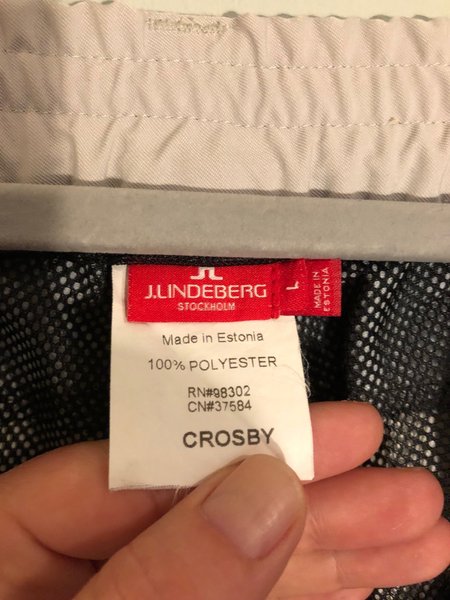 J.LINDEBERG
STOCKHOLM
L
MADE IN
ESTONIA
Made in Estonia
100% POLYESTER
RN#98302
CN#37584
CROSBY